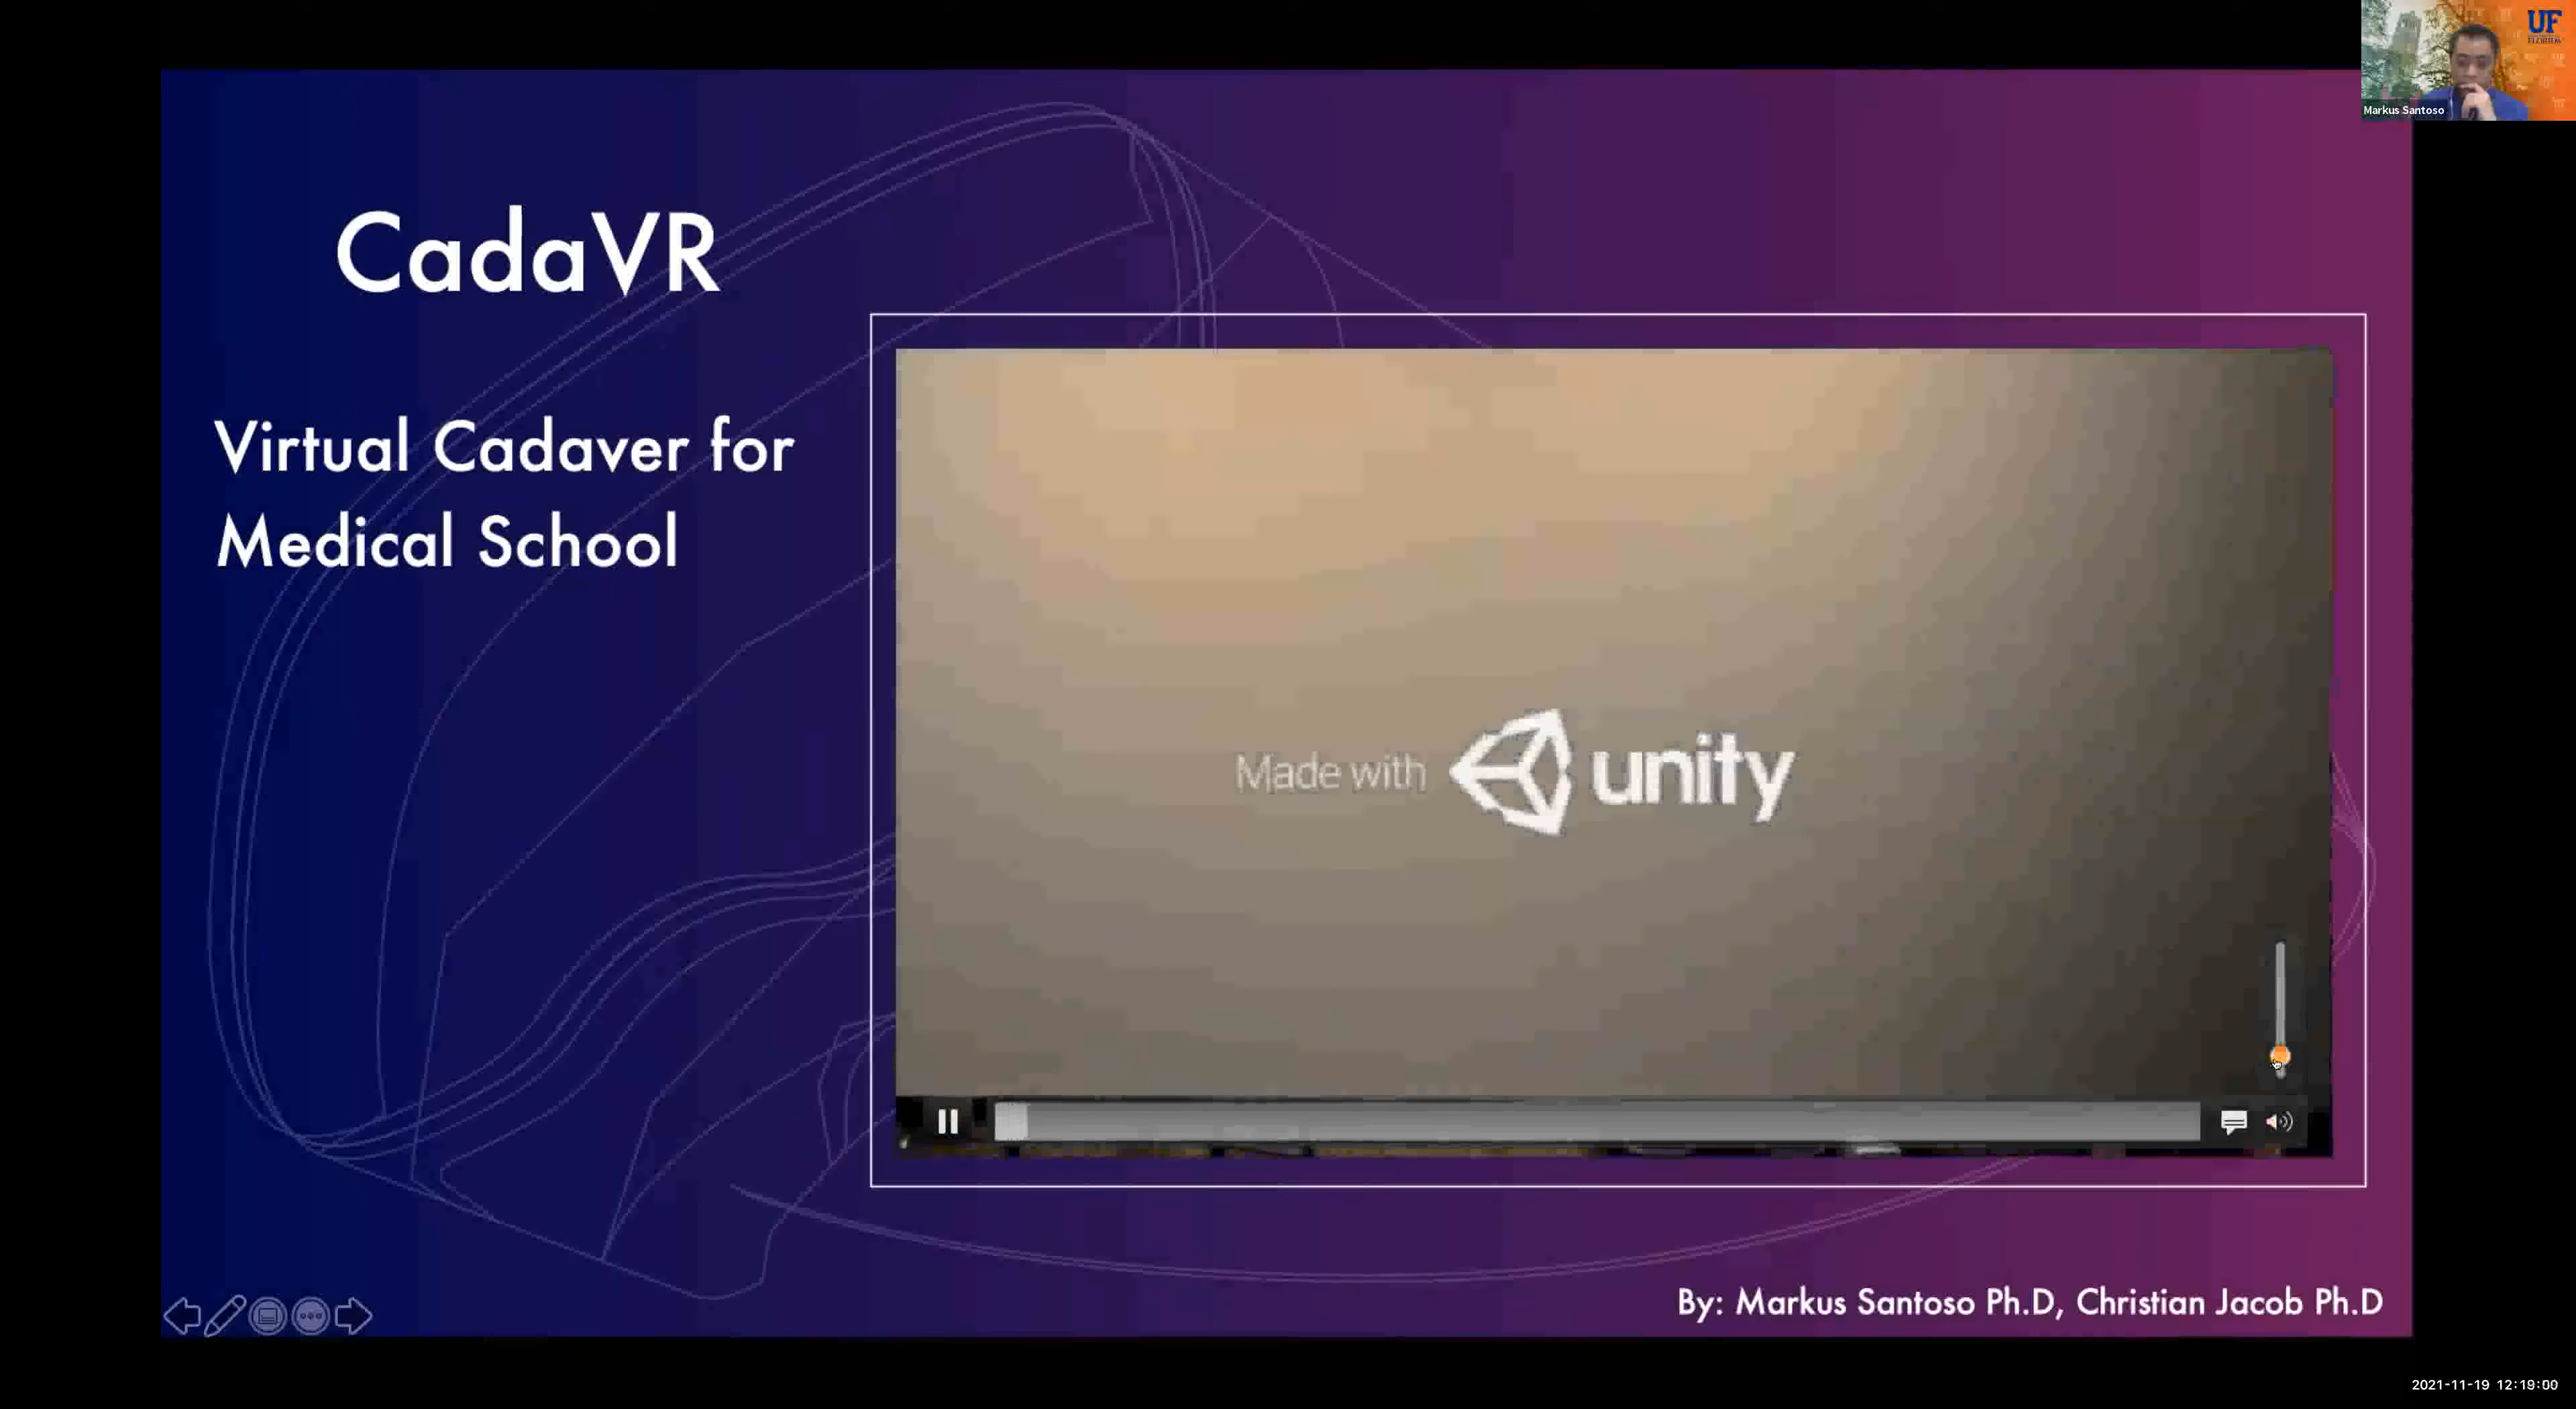 UF
FLORIDA
Markus Santoso
CadaVR
Virtual Cadaver for
Medical School
Made with unity
By: Markus Santoso Ph.D, Christian Jacob Ph.D
2021-11-19 12:19:00